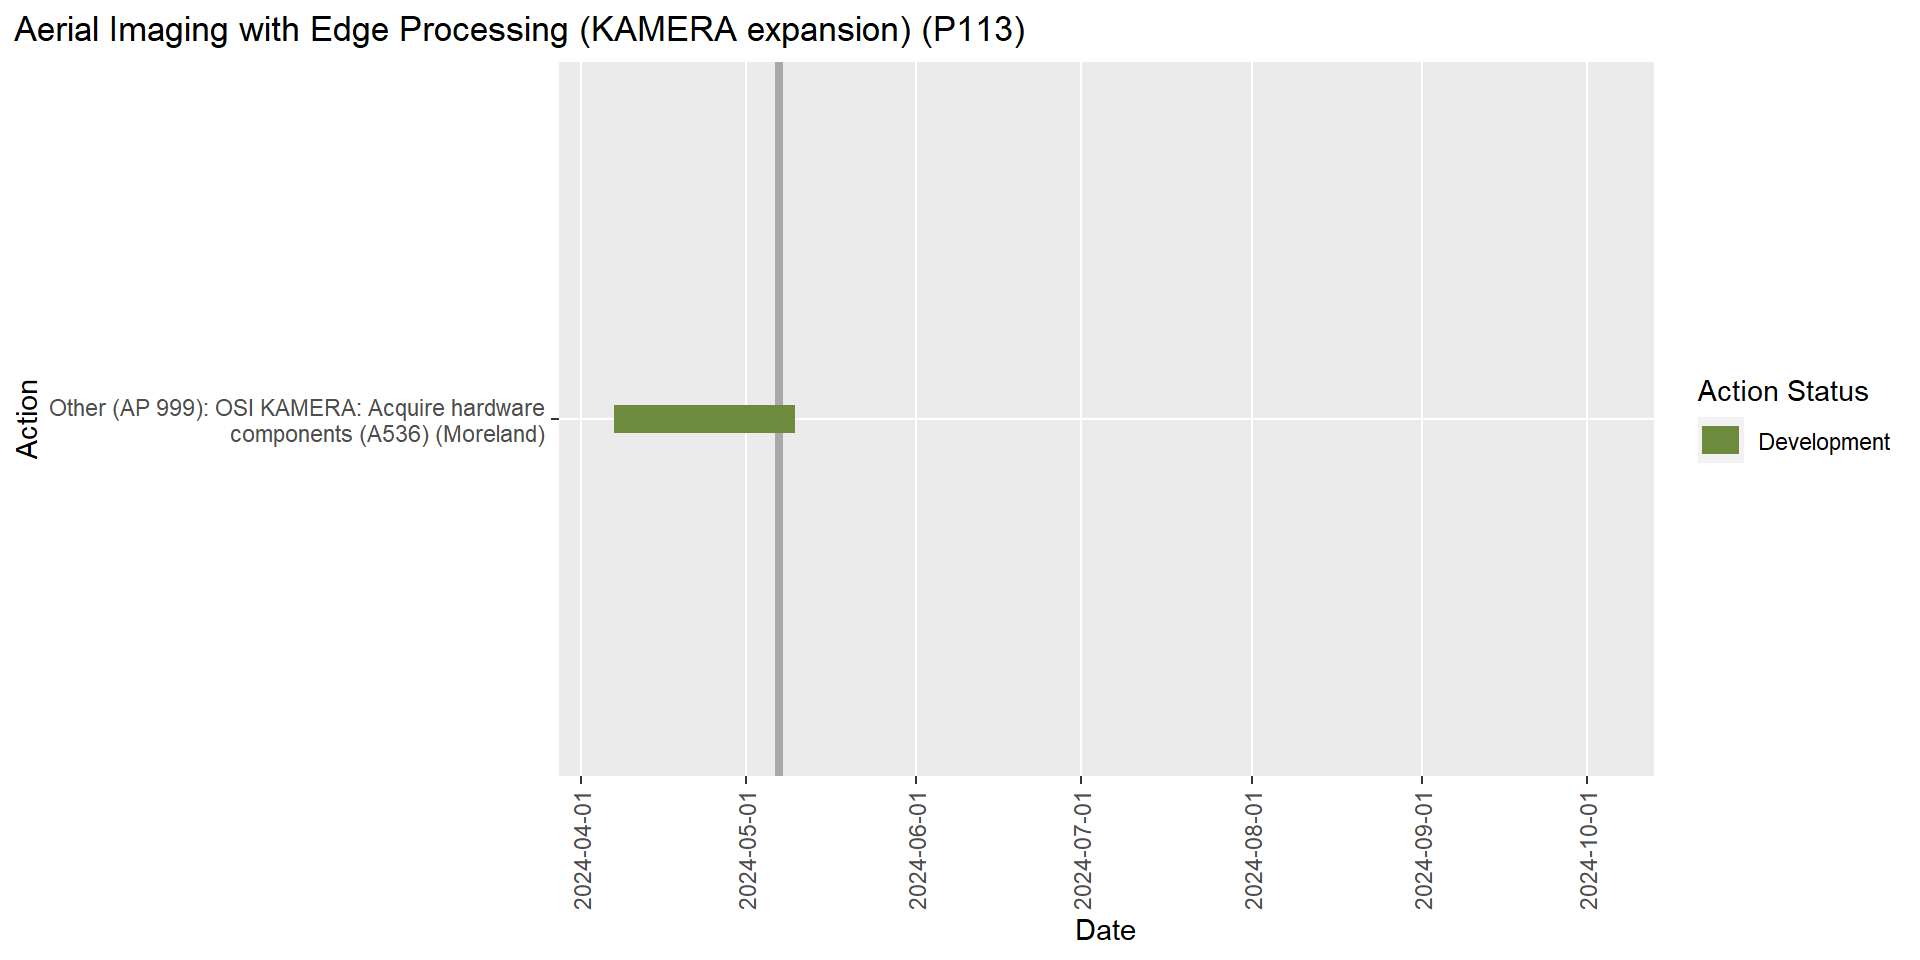 Aerial Imaging with Edge Processing (KAMERA expansion) (P113)
Action
Other (AP 999): OSI KAMERA: Acquire hardware
components (A536) (Moreland)
Action Status
Development
2024-04-01
2024-05-01
2024-06-01
2024-07-01
2024-08-01
2024-09-01
2024-10-01
Date